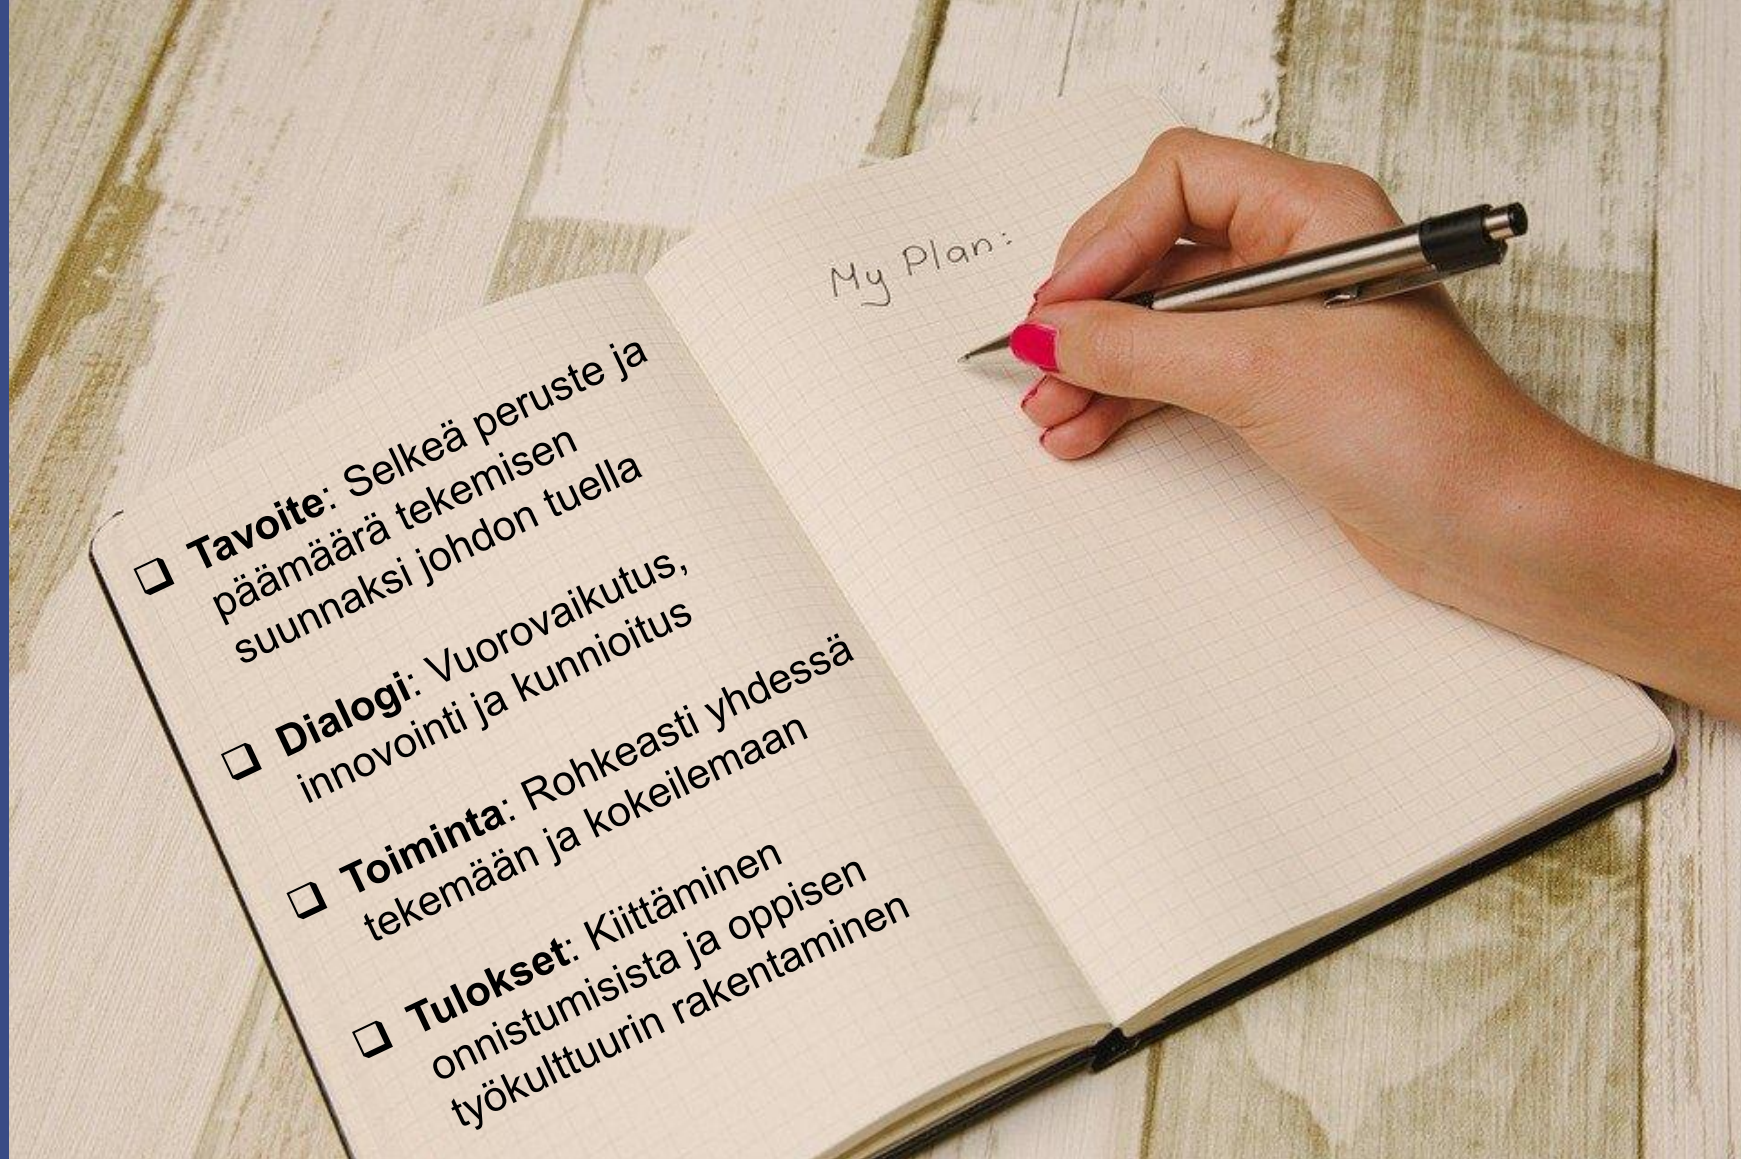 Tavoite: Selkeä peruste ja
päämäärä tekemisen
suunnaksi johdon tuella
Dialogi: Vuorovaikutus,
innovointi ja kunnioitus
Toiminta: Rohkeasti yhdessä
tekemään ja kokeilemaan
Tulokset: Kiittäminen
onnistumisista ja oppisen
työkulttuurin rakentaminen
My Plan: